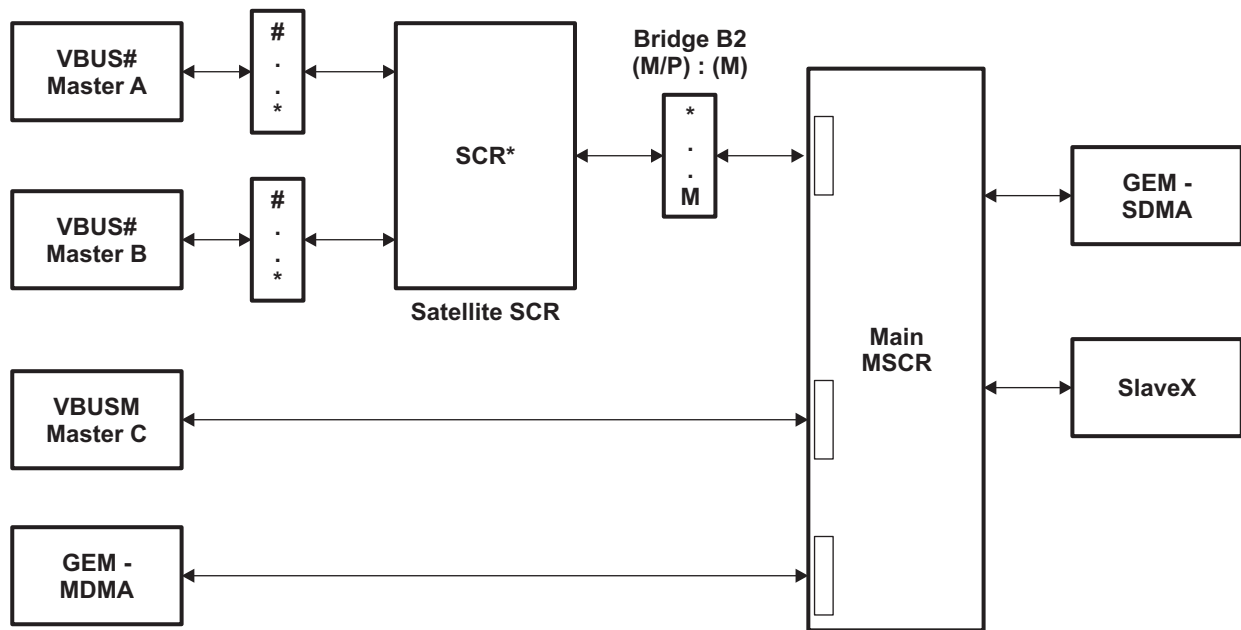 VBUS#
Master A
#
.
.
*
SCR*
Bridge B2
(M/P) : (M)
*
.
.
M
VBUS#
Master B
#
.
.
*
Satellite SCR
GEM -
SDMA
Main
MSCR
SlaveX
VBUSM
Master C
GEM -
MDMA